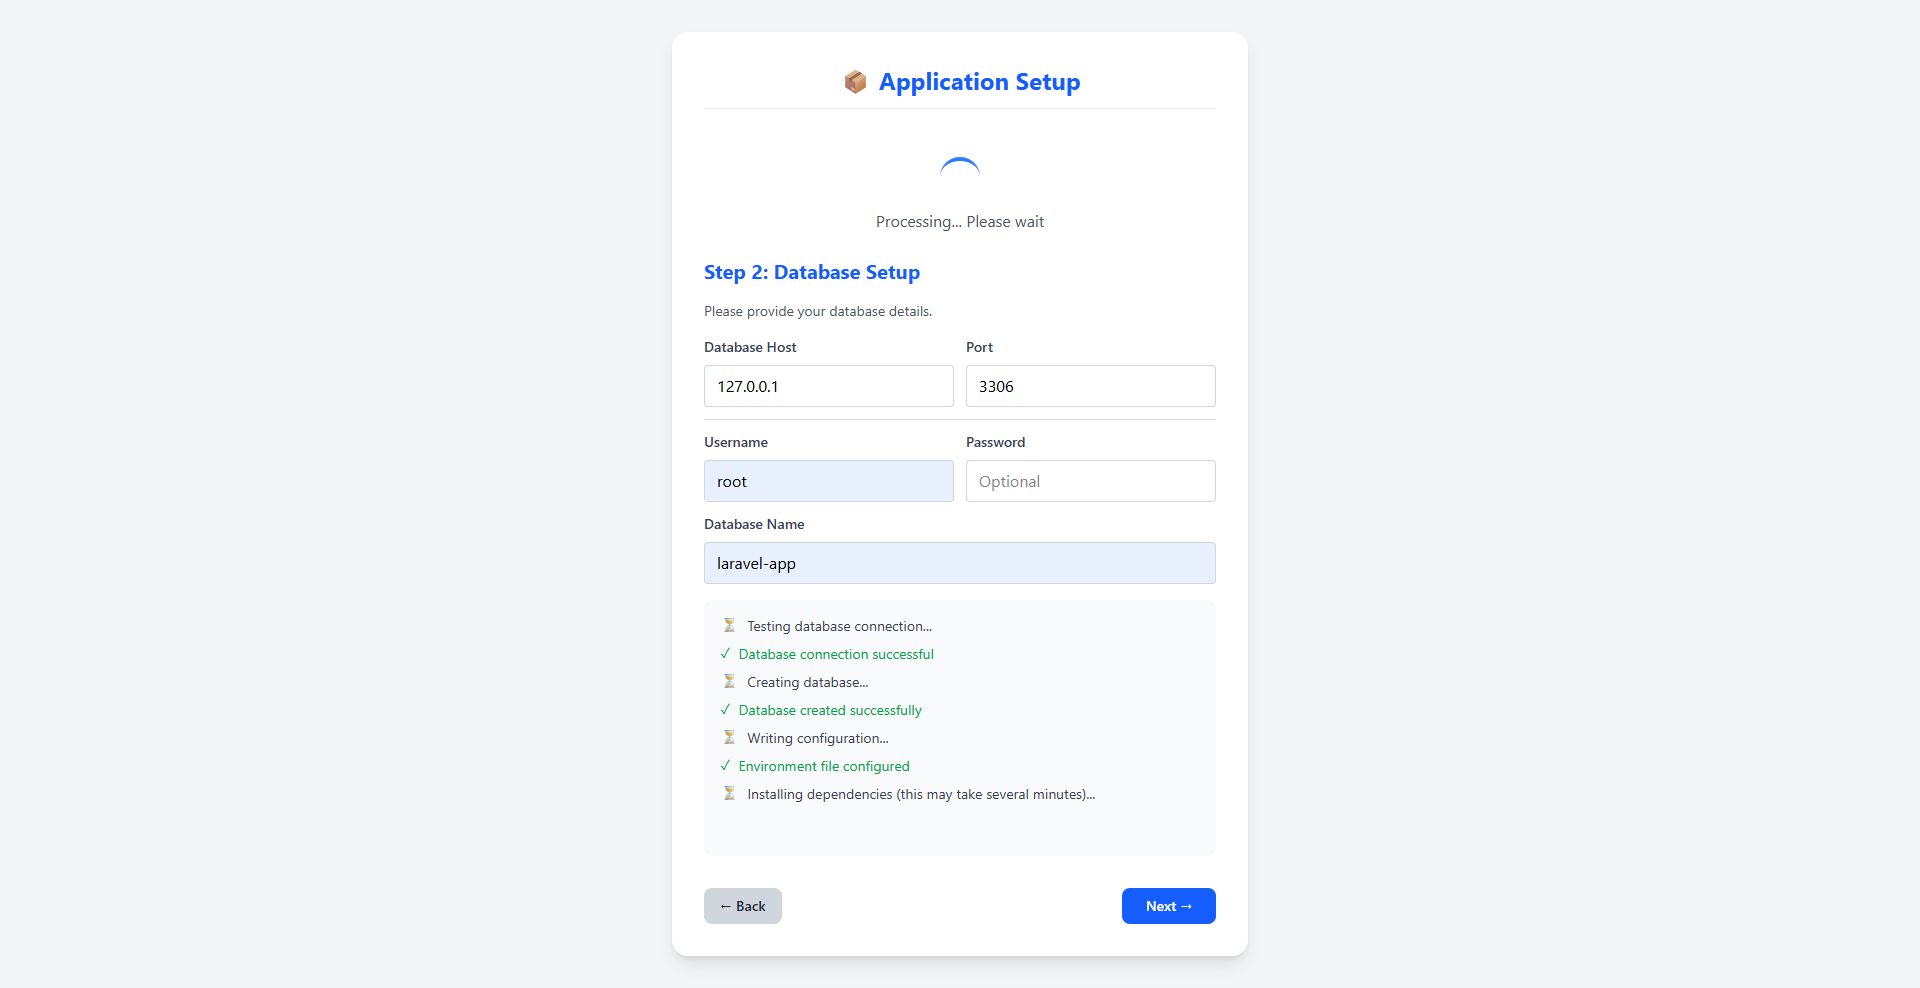 📦 Application Setup
Processing... Please wait
Step 2: Database Setup
Please provide your database details.
Database Host
Port
127.0.0.1
3306
Username
Password
root
Optional
Database Name
laravel-app
⏳ Testing database connection...
✓ Database connection successful
⏳ Creating database...
✓ Database created successfully
⏳ Writing configuration...
✓ Environment file configured
⏳ Installing dependencies (this may take several minutes)...
← Back
Next →